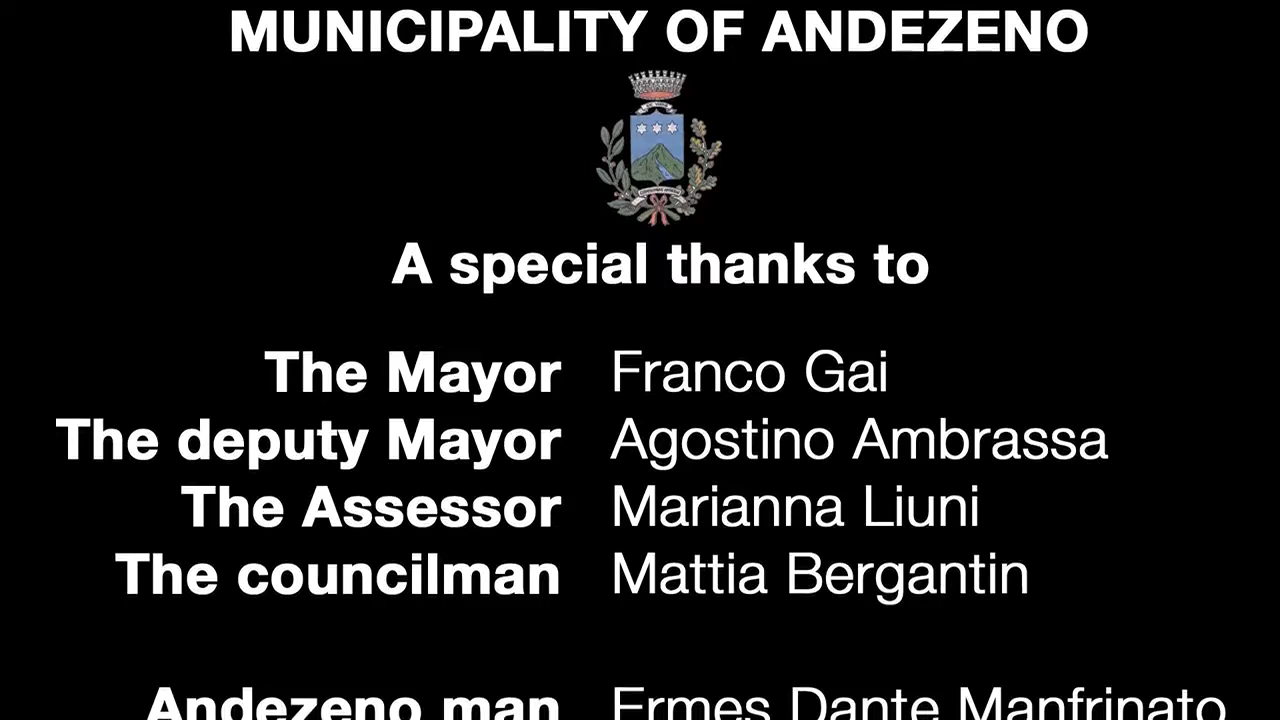 MUNICIPALITY OF ANDEZENO
A special thanks to
The Mayor Franco Gai
The deputy Mayor Agostino Ambrassa
The Assessor Marianna Liuni
The councilman Mattia Bergantin
Andezeno man Ermes Dante Manfrinato